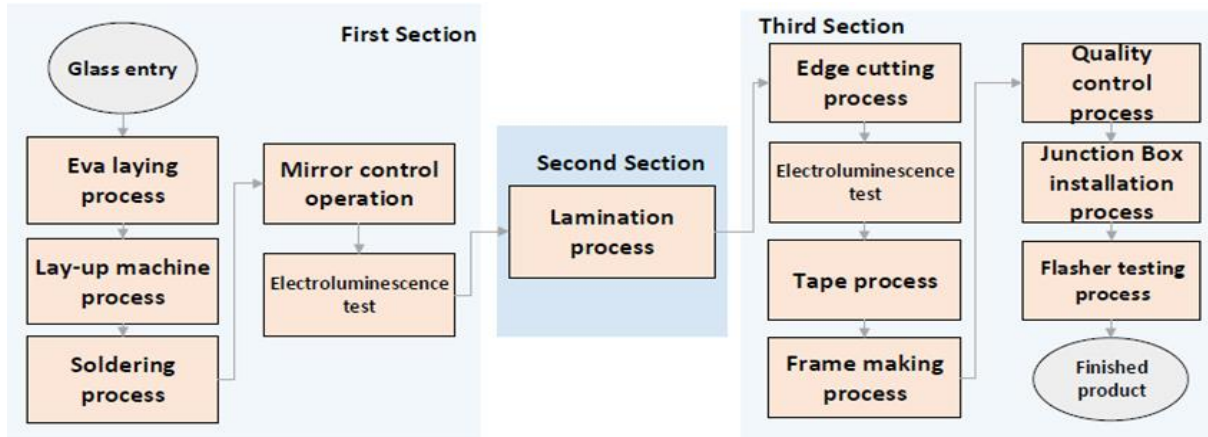 First Section
Glass entry
Eva laying
process
Lay-up machine
process
Soldering
process
Mirror control
operation
Electroluminescence
test
Second Section
Lamination
process
Third Section
Edge cutting
process
Electroluminescence
test
Tape process
Frame making
process
Quality
control
process
Junction Box
installation
process
Flasher testing
process
Finished
product